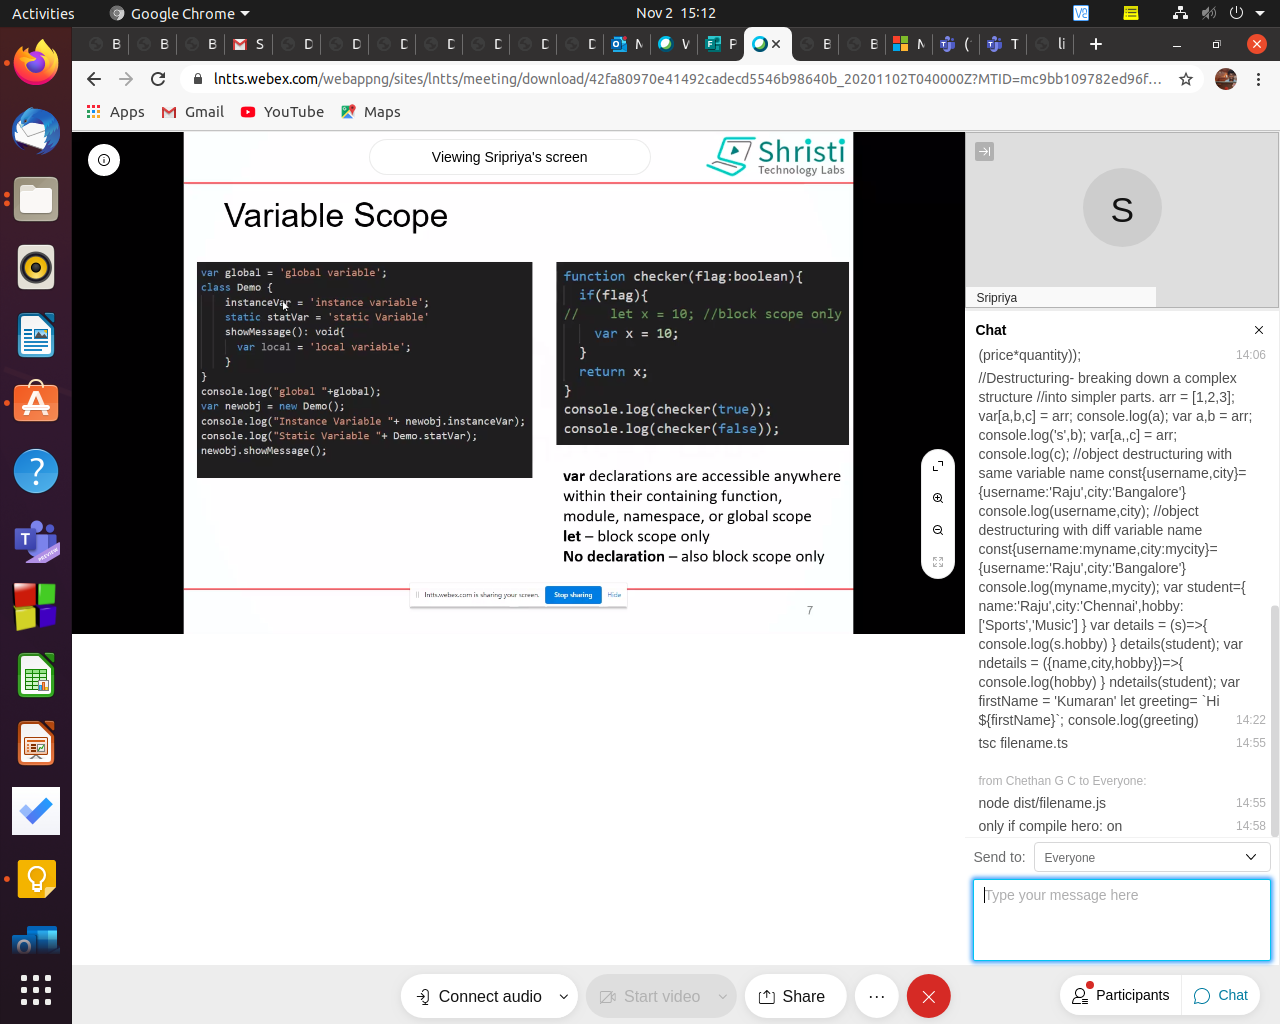 Activities
Google Chrome
Nov 2 15:12
lntts.webex.com/webappng/sites/lntts/meeting/download/42fa80970e41492cadecd5546b98640b_20201102T040000Z?MTID=mc9bb109782ed96f...
Apps
Gmail
YouTube
Maps
Viewing Sripriya's screen
Shristi
Technology Labs
Variable Scope
var global = 'global variable';
class Demo {
instanceVar = 'instance variable';
static statVar = 'static Variable'
showMessage(): void{
var local = 'local variable';
}
}
console.log("global "+global);
var newobj = new Demo();
console.log("Instance Variable "+ newobj.instanceVar);
console.log("Static Variable "+ Demo.statVar);
newobj.showMessage();
function checker(flag:boolean){
if(flag){
// let x = 10; //block scope only
var x = 10;
}
return x;
}
console.log(checker(true));
console.log(checker(false));
var declarations are accessible anywhere
within their containing function,
module, namespace, or global scope
let – block scope only
No declaration – also block scope only
lntts.webex.com is sharing your screen.
Stop sharing
Hide
7
S
Sripriya
Chat
(price*quantity)); 14:06
//Destructuring- breaking down a complex
structure //into simpler parts. arr = [1,2,3];
var[a,b,c] = arr; console.log(a); var a,b = arr;
console.log('s',b); var[a,,c] = arr;
console.log(c); //object destructuring with
same variable name const{username,city}=
{username:'Raju',city:'Bangalore'}
console.log(username,city); //object
destructuring with diff variable name
const{username:myname,city:mycity}=
{username:'Raju',city:'Bangalore'}
console.log(myname,mycity); var student={
name:'Raju',city:'Chennai',hobby:
['Sports','Music'] } var details = (s)=>{
console.log(s.hobby) } details(student); var
ndetails = ({name,city,hobby})=>{
console.log(hobby) } ndetails(student); var
firstName = 'Kumaran' let greeting= `Hi
${firstName}`; console.log(greeting) 14:22
tsc filename.ts 14:55
from Chethan G C to Everyone:
node dist/filename.js 14:55
only if compile hero: on 14:58
Send to: Everyone
Type your message here
Connect audio
Start video
Share
Participants
Chat